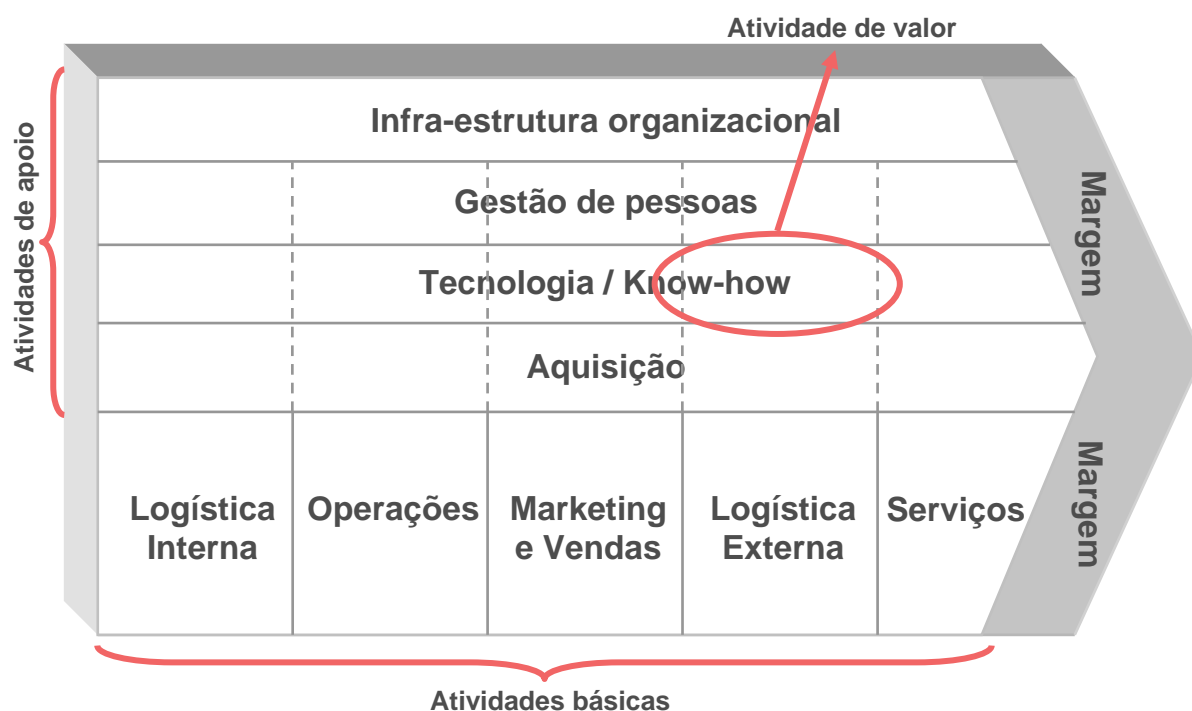 Atividade de valor
Atividades de apoio
Infra-estrutura organizacional
Gestão de pessoas
Tecnologia / Know-how
Aquisição
Margem
Logística
Interna
Operações
Marketing
e Vendas
Logística
Externa
Serviços
Margem
Atividades básicas